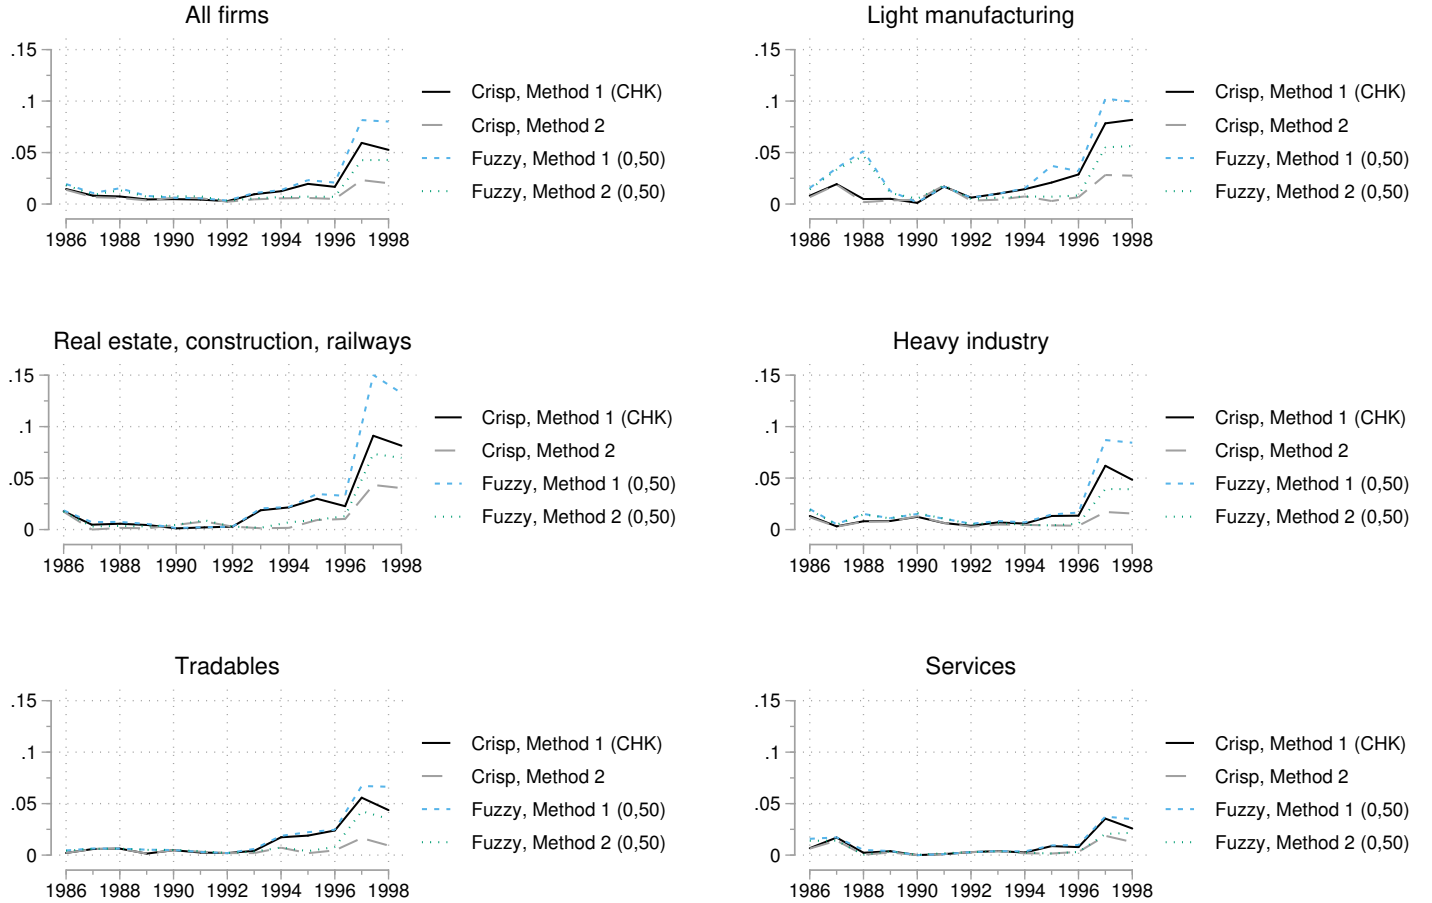 All firms
.15
.1
.05
0
1986 1988 1990 1992 1994 1996 1998
Crisp, Method 1 (CHK)
Crisp, Method 2
Fuzzy, Method 1 (0,50)
Fuzzy, Method 2 (0,50)
Light manufacturing
.15
.1
.05
0
1986 1988 1990 1992 1994 1996 1998
Crisp, Method 1 (CHK)
Crisp, Method 2
Fuzzy, Method 1 (0,50)
Fuzzy, Method 2 (0,50)
Real estate, construction, railways
.15
.1
.05
0
1986 1988 1990 1992 1994 1996 1998
Crisp, Method 1 (CHK)
Crisp, Method 2
Fuzzy, Method 1 (0,50)
Fuzzy, Method 2 (0,50)
Heavy industry
.15
.1
.05
0
1986 1988 1990 1992 1994 1996 1998
Crisp, Method 1 (CHK)
Crisp, Method 2
Fuzzy, Method 1 (0,50)
Fuzzy, Method 2 (0,50)
Tradables
.15
.1
.05
0
1986 1988 1990 1992 1994 1996 1998
Crisp, Method 1 (CHK)
Crisp, Method 2
Fuzzy, Method 1 (0,50)
Fuzzy, Method 2 (0,50)
Services
.15
.1
.05
0
1986 1988 1990 1992 1994 1996 1998
Crisp, Method 1 (CHK)
Crisp, Method 2
Fuzzy, Method 1 (0,50)
Fuzzy, Method 2 (0,50)